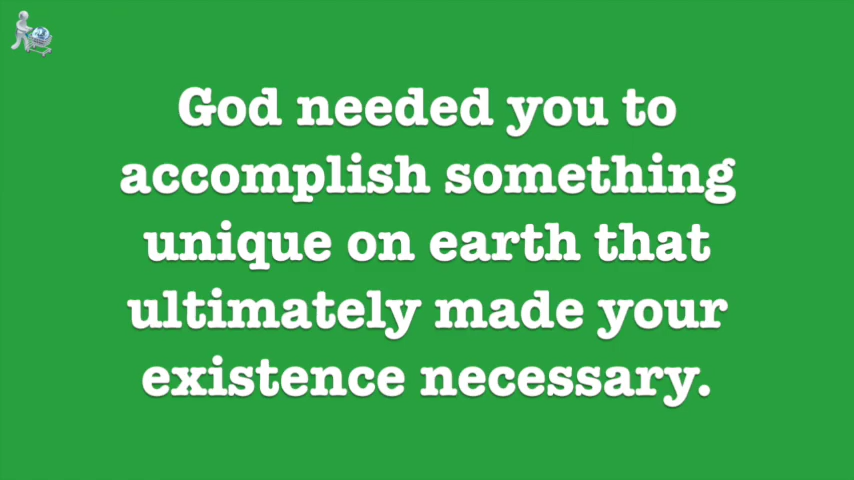 God needed you to
accomplish something
unique on earth that
ultimately made your
existence necessary.